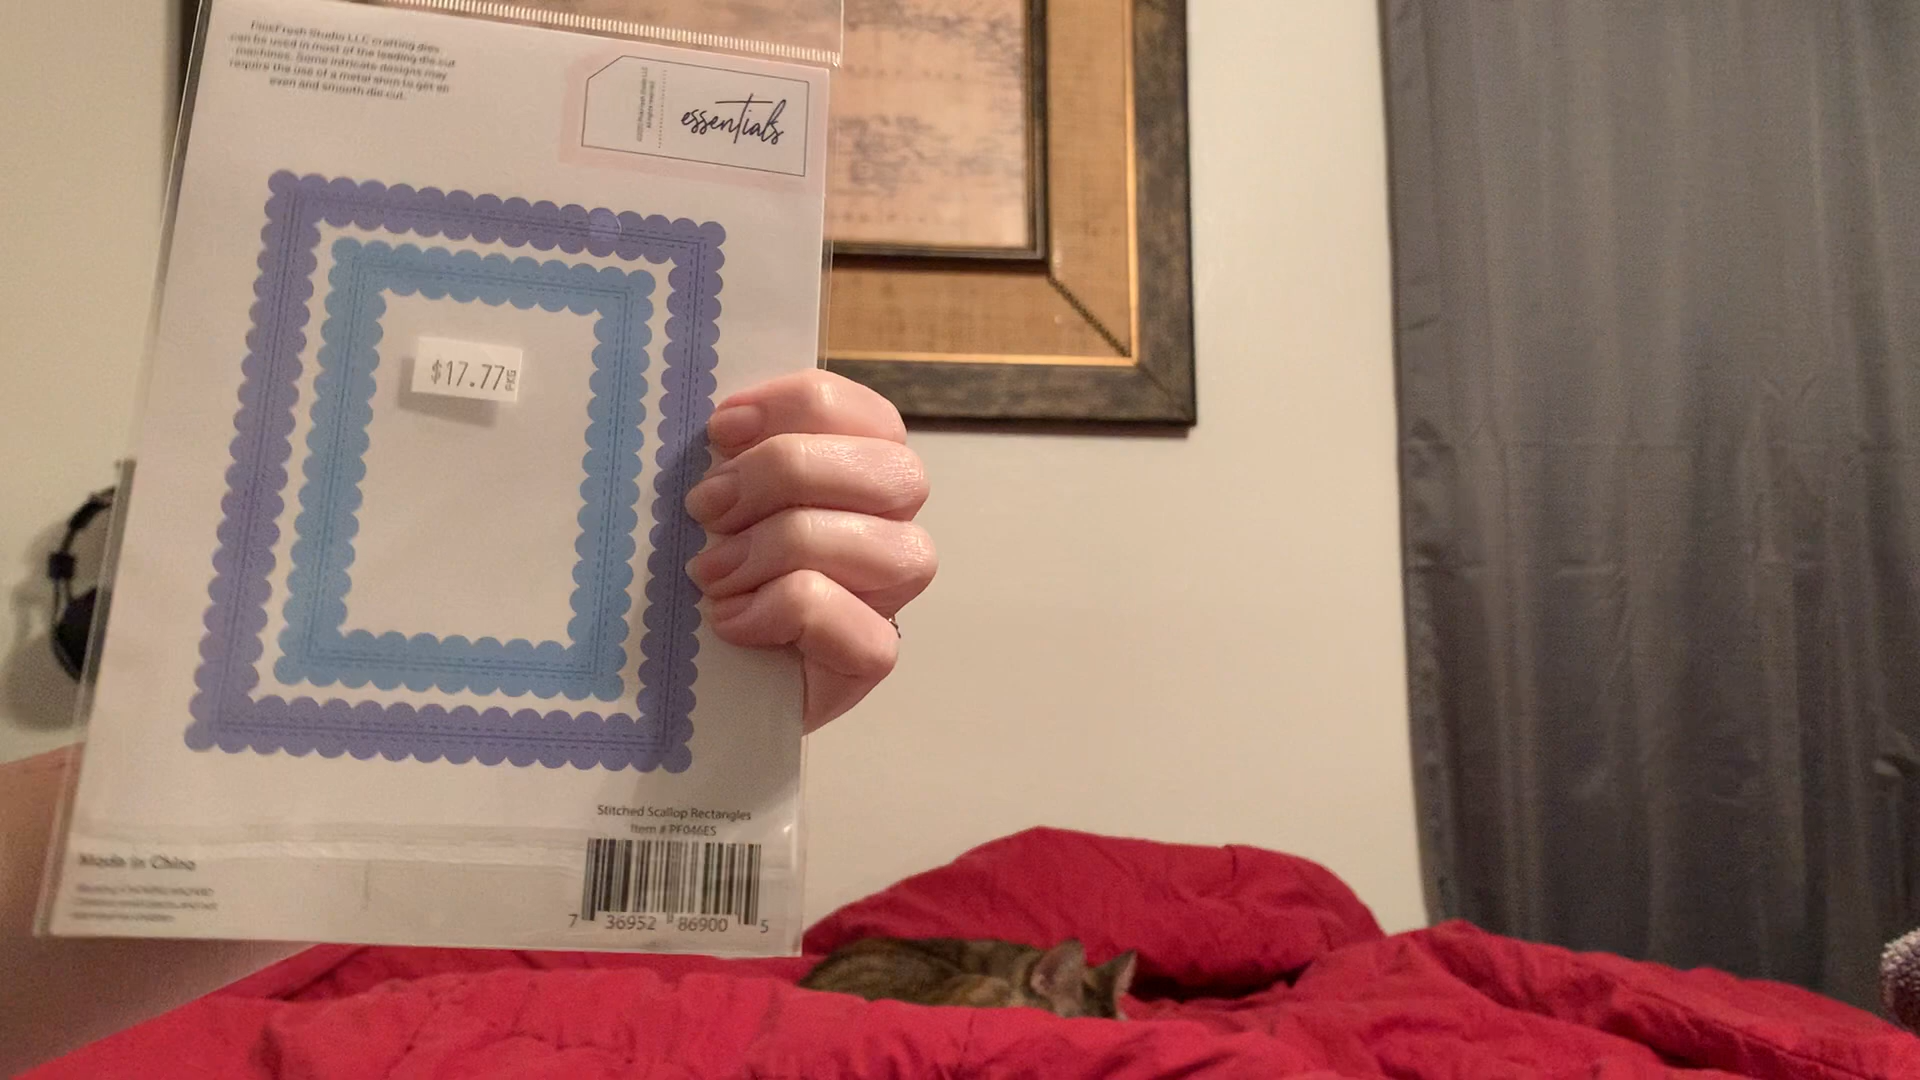 PinkFresh Studio LLC crafting dies
can be used in most of the leading die cut
machines. Some intricate designs may
require the use of a metal shim to get an
even and smooth die cut.
essentials
$17.77
PKG
Stitched Scallop Rectangles
Item # PF046ES
Made in China
7 36952 86900 5